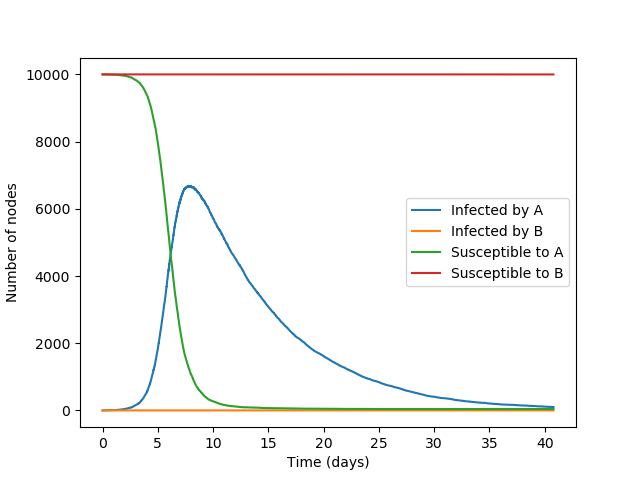 Number of nodes
10000
8000
6000
4000
2000
0
Infected by A
Infected by B
Susceptible to A
Susceptible to B
0 5 10 15 20 25 30 35 40
Time (days)